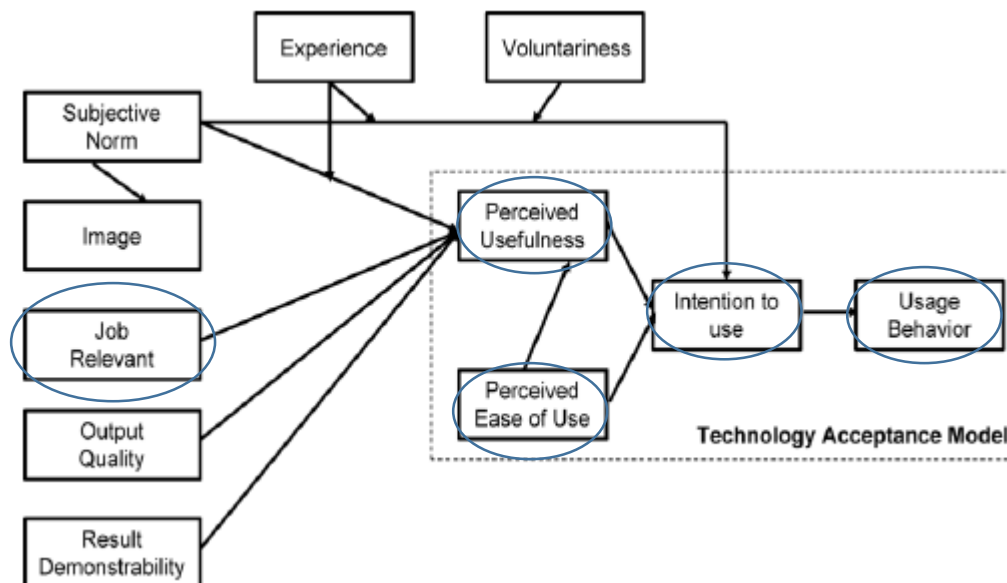 Experience
Voluntariness
Subjective
Norm
Image
Perceived
Usefulness
Job
Relevant
Intention to
use
Usage
Behavior
Perceived
Ease of Use
Output
Quality
Technology Acceptance Model
Result
Demonstrability